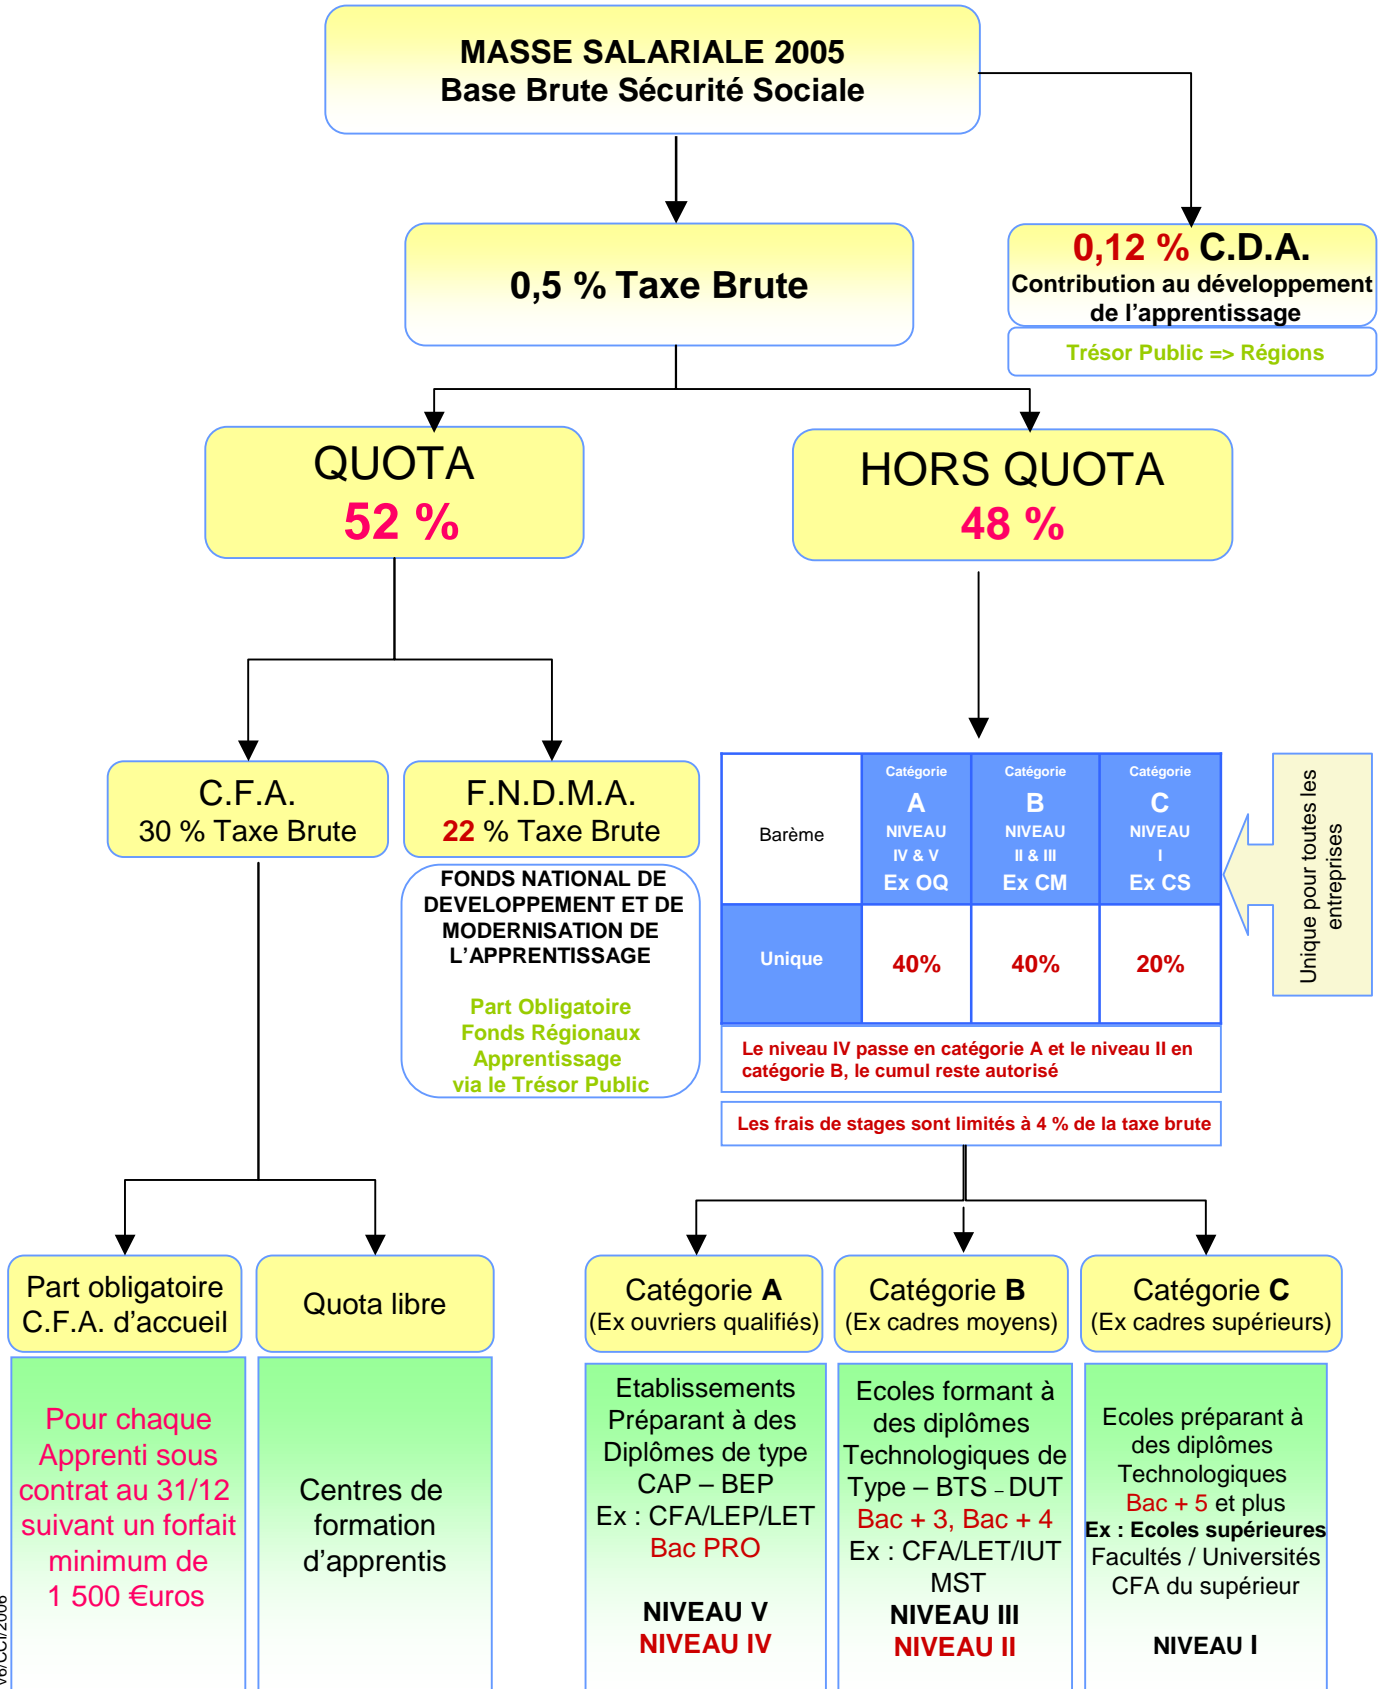 MASSE SALARIALE 2005
Base Brute Sécurité Sociale
0,5 % Taxe Brute
0,12 % C.D.A.
Contribution au développement
de l'apprentissage
Trésor Public => Régions
QUOTA
52 %
HORS QUOTA
48 %
C.F.A.
30 % Taxe Brute
F.N.D.M.A.
22 % Taxe Brute
FONDS NATIONAL DE
DEVELOPPEMENT ET DE
MODERNISATION DE
L'APPRENTISSAGE
Part Obligatoire
Fonds Régionaux
Apprentissage
via le Trésor Public
Barème
Catégorie
A
NIVEAU
IV & V
Ex OQ
Catégorie
B
NIVEAU
II & III
Ex CM
Catégorie
C
NIVEAU
I
Ex CS
Unique
40%
40%
20%
Unique pour toutes les
entreprises
Le niveau IV passe en catégorie A et le niveau II en
catégorie B, le cumul reste autorisé
Les frais de stages sont limités à 4 % de la taxe brute
Part obligatoire
C.F.A. d'accueil
Pour chaque
Apprenti sous
contrat au 31/12
suivant un forfait
minimum de
1 500 €uros
Quota libre
Centres de
formation
d'apprentis
Catégorie A
(Ex ouvriers qualifiés)
Etablissements
Préparant à des
Diplômes de type
CAP – BEP
Ex : CFA/LEP/LET
Bac PRO
NIVEAU V
NIVEAU IV
Catégorie B
(Ex cadres moyens)
Ecoles formant à
des diplômes
Technologiques de
Type – BTS – DUT
Bac + 3, Bac + 4
Ex : CFA/LET/IUT
MST
NIVEAU III
NIVEAU II
Catégorie C
(Ex cadres supérieurs)
Ecoles préparant à
des diplômes
Technologiques
Bac + 5 et plus
Ex : Ecoles supérieures
Facultés / Universités
CFA du supérieur
NIVEAU I
V6/CCI/2006